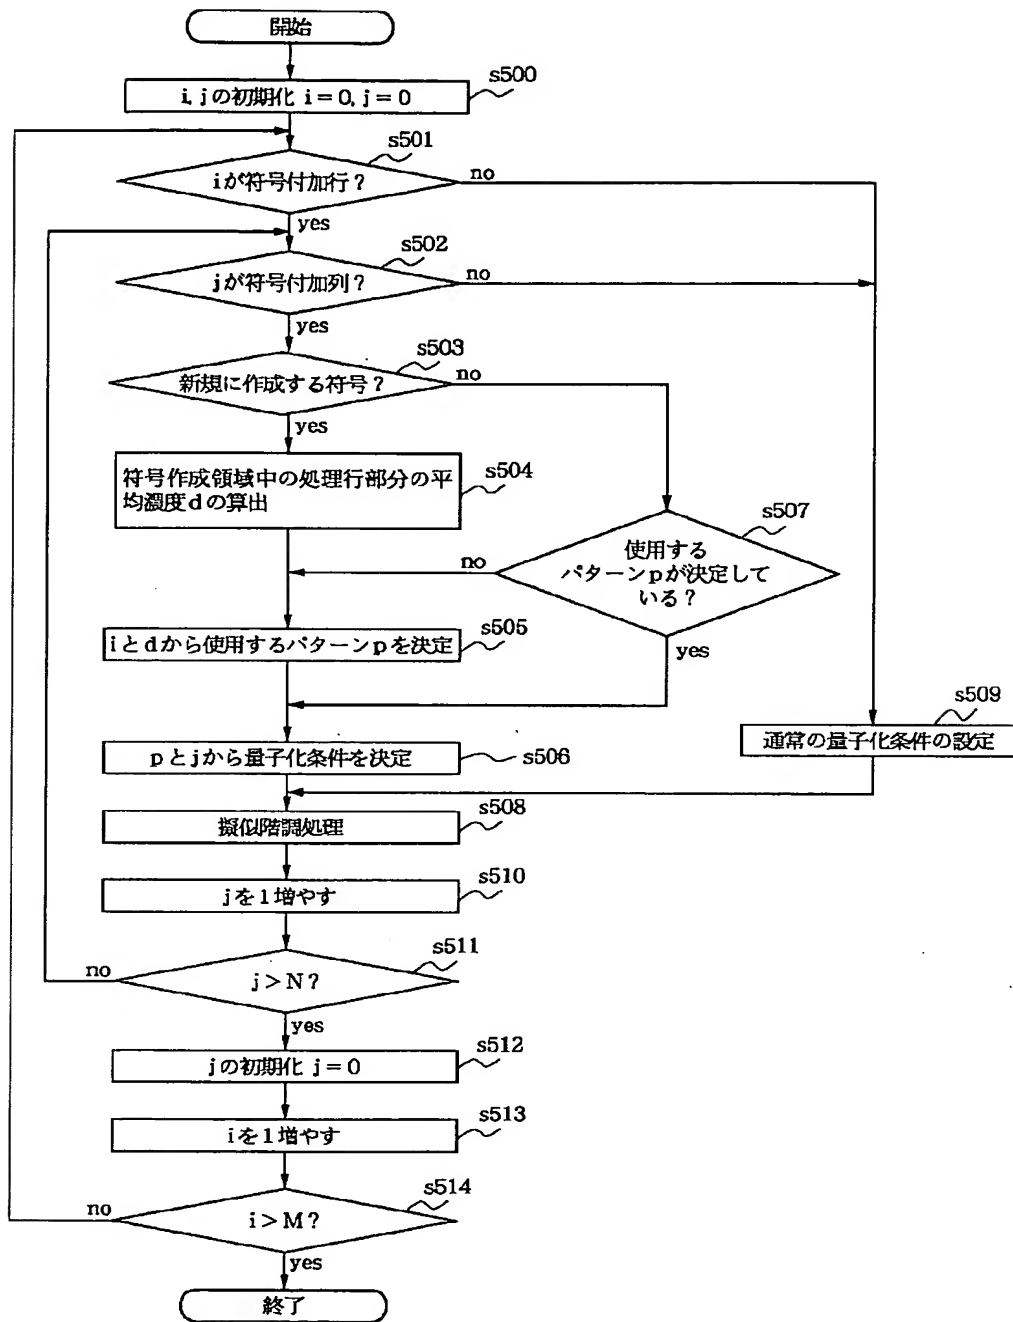 開始
s500
i, jの初期化 i=0, j=0
s501
iが符号付加行？
no
yes
s502
jが符号付加列？
no
yes
s503
新規に作成する符号？
no
yes
s504
符号作成領域中の処理行部分の平
均濃度dの算出
s507
使用する
パターンpが決定して
いる？
no
yes
s505
iとdから使用するパターンpを決定
s509
通常の量子化条件の設定
pとjから量子化条件を決定
s506
s508
擬似階調処理
s510
jを1増やす
s511
j>N？
no
yes
s512
jの初期化 j=0
s513
iを1増やす
s514
i>M？
no
yes
終了